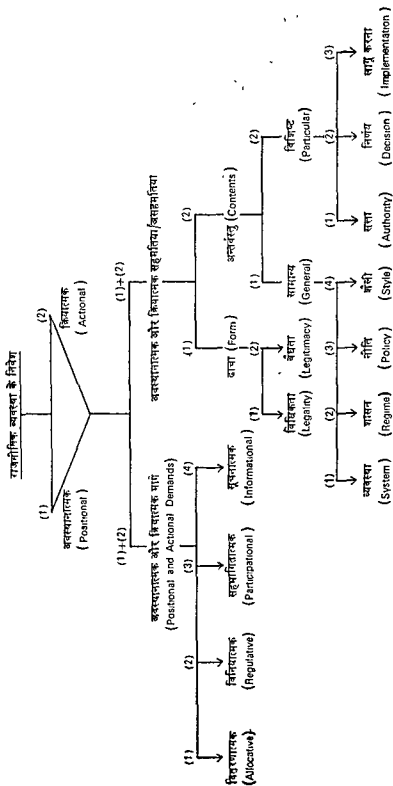 राजनीतिक व्यवस्था के निवेश
(1)
अवस्थानात्मक
(Positional)
(2)
क्रियात्मक
(Actional)
(1)+(2)
अवस्थानात्मक और क्रियात्मक मांगें
(Positional and Actional Demands)
(1)
वितरणात्मक
(Allocative)
(2)
विनियात्मक
(Regulative)
(3)
सहभागितात्मक
(Participational)
(4)
सूचनात्मक
(Informational)
(1)+(2)
अवस्थानात्मक और क्रियात्मक सहमतियां/असहमतियां
(1)
ढांचा (Form)
(2)
अन्तर्वस्तु (Contents)
(1)
विधिकता
(Legality)
(2)
वैधता
(Legitimacy)
(1)
सामान्य
(General)
(2)
विशिष्ट
(Particular)
(1)
व्यवस्था
(System)
(2)
शासन
(Regime)
(3)
नीति
(Policy)
(4)
शैली
(Style)
(1)
सत्ता
(Authority)
(2)
निर्णय
(Decision)
(3)
लागू करना
(Implementation)